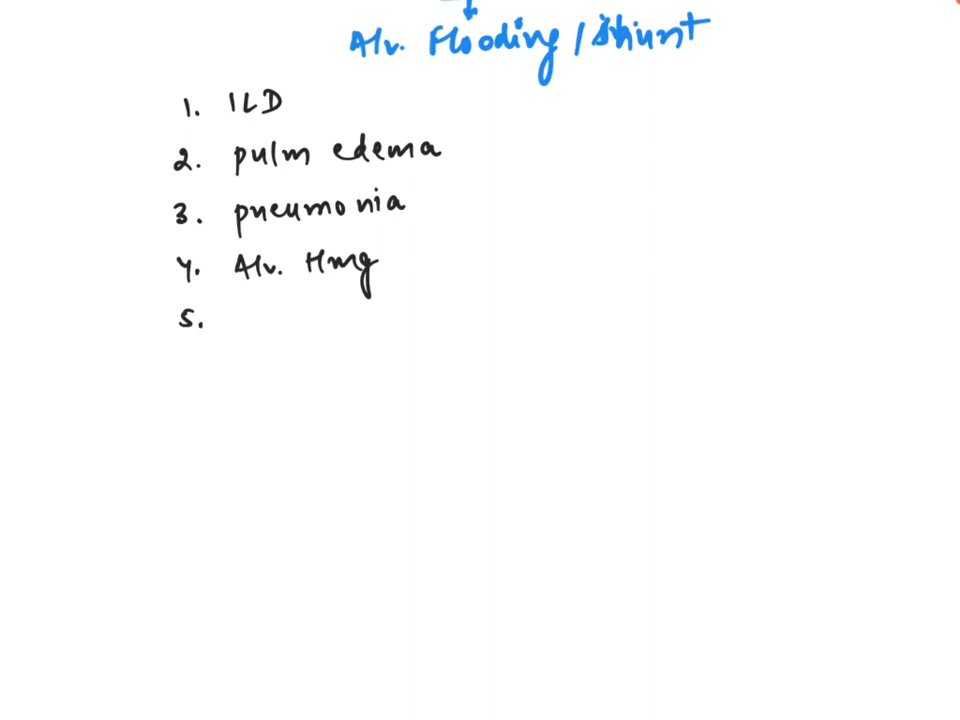 Alv. Flooding / Shunt
1. ILD
2. pulm edema
3. pneumonia
4. Alv. Hmg
5.